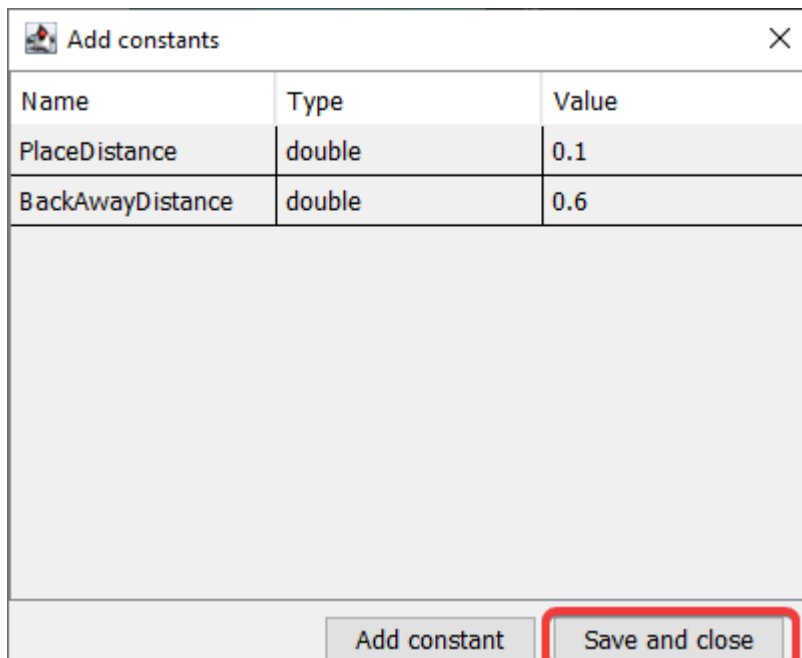 Add constants
Name Type Value
PlaceDistance double 0.1
BackAwayDistance double 0.6
Add constant Save and close